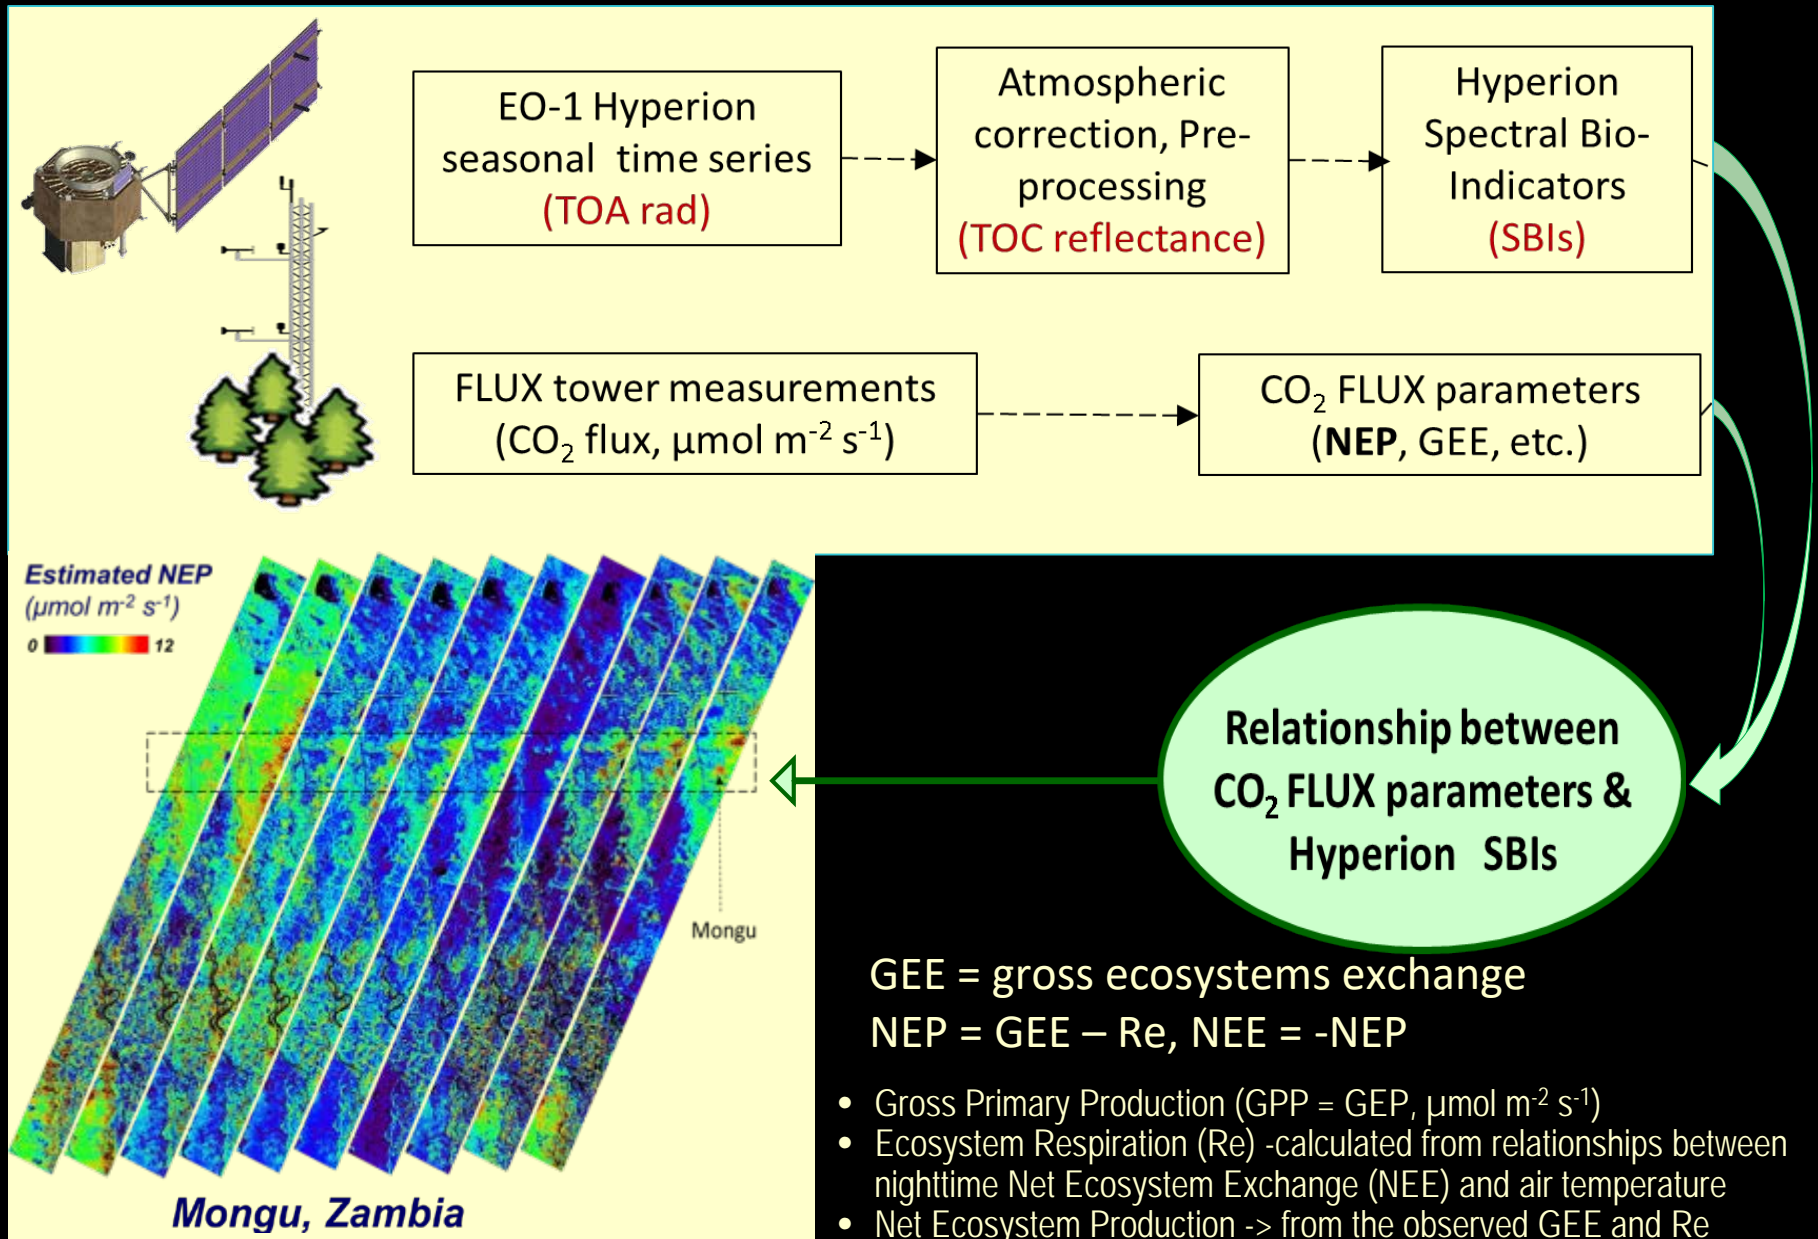 EO-1 Hyperion
seasonal time series
(TOA rad)
Atmospheric
correction, Pre-
processing
(TOC reflectance)
Hyperion
Spectral Bio-
Indicators
(SBIs)
FLUX tower measurements
(CO₂ flux, µmol m⁻² s⁻¹)
CO₂ FLUX parameters
(NEP, GEE, etc.)
Estimated NEP
(µmol m⁻² s⁻¹)
0 12
Mongu
Mongu, Zambia
Relationship between
CO₂ FLUX parameters &
Hyperion SBIs
GEE = gross ecosystems exchange
NEP = GEE – Re, NEE = -NEP
• Gross Primary Production (GPP = GEP, µmol m⁻² s⁻¹)
• Ecosystem Respiration (Re) -calculated from relationships between
nighttime Net Ecosystem Exchange (NEE) and air temperature
• Net Ecosystem Production -> from the observed GEE and Re